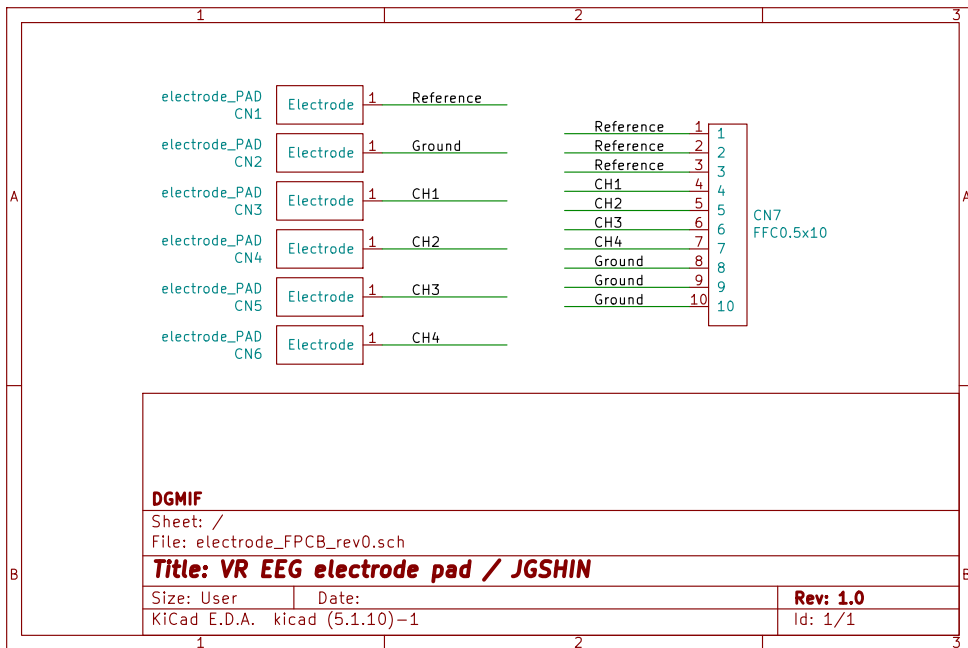 1 2 3
electrode_PAD
CN1
Electrode 1 Reference
electrode_PAD
CN2
Electrode 1 Ground
electrode_PAD
CN3
Electrode 1 CH1
electrode_PAD
CN4
Electrode 1 CH2
electrode_PAD
CN5
Electrode 1 CH3
electrode_PAD
CN6
Electrode 1 CH4
Reference 1 1
Reference 2 2
Reference 3 3
CH1 4 4
CH2 5 5
CH3 6 6
CH4 7 7
Ground 8 8
Ground 9 9
Ground 10 10
CN7
FFC0.5x10
A A
DGMIF
Sheet: /
File: electrode_FPCB_rev0.sch
Title: VR EEG electrode pad / JGSHIN
B B
Size: User Date: Rev: 1.0
KiCad E.D.A. kicad (5.1.10)-1 Id: 1/1
1 2 3